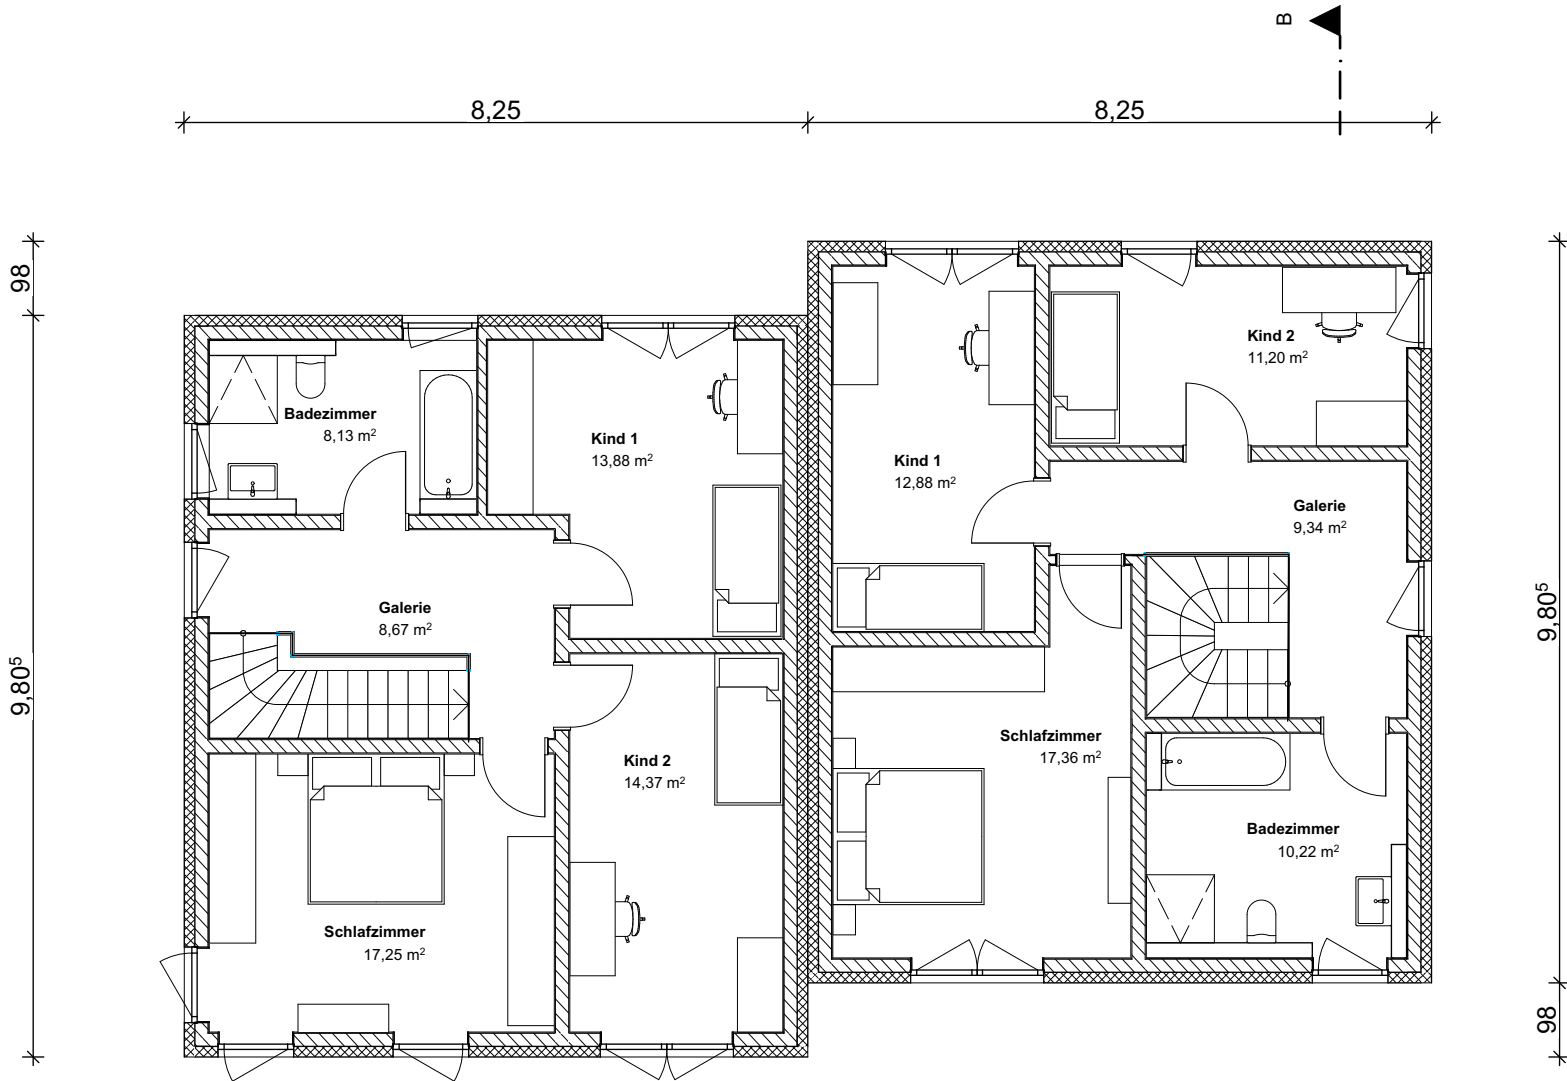 B
8,25
8,25
98
9,80⁵
9,80⁵
98
Badezimmer
8,13 m²
Kind 1
13,88 m²
Galerie
8,67 m²
Kind 2
14,37 m²
Schlafzimmer
17,25 m²
Kind 1
12,88 m²
Kind 2
11,20 m²
Galerie
9,34 m²
Schlafzimmer
17,36 m²
Badezimmer
10,22 m²